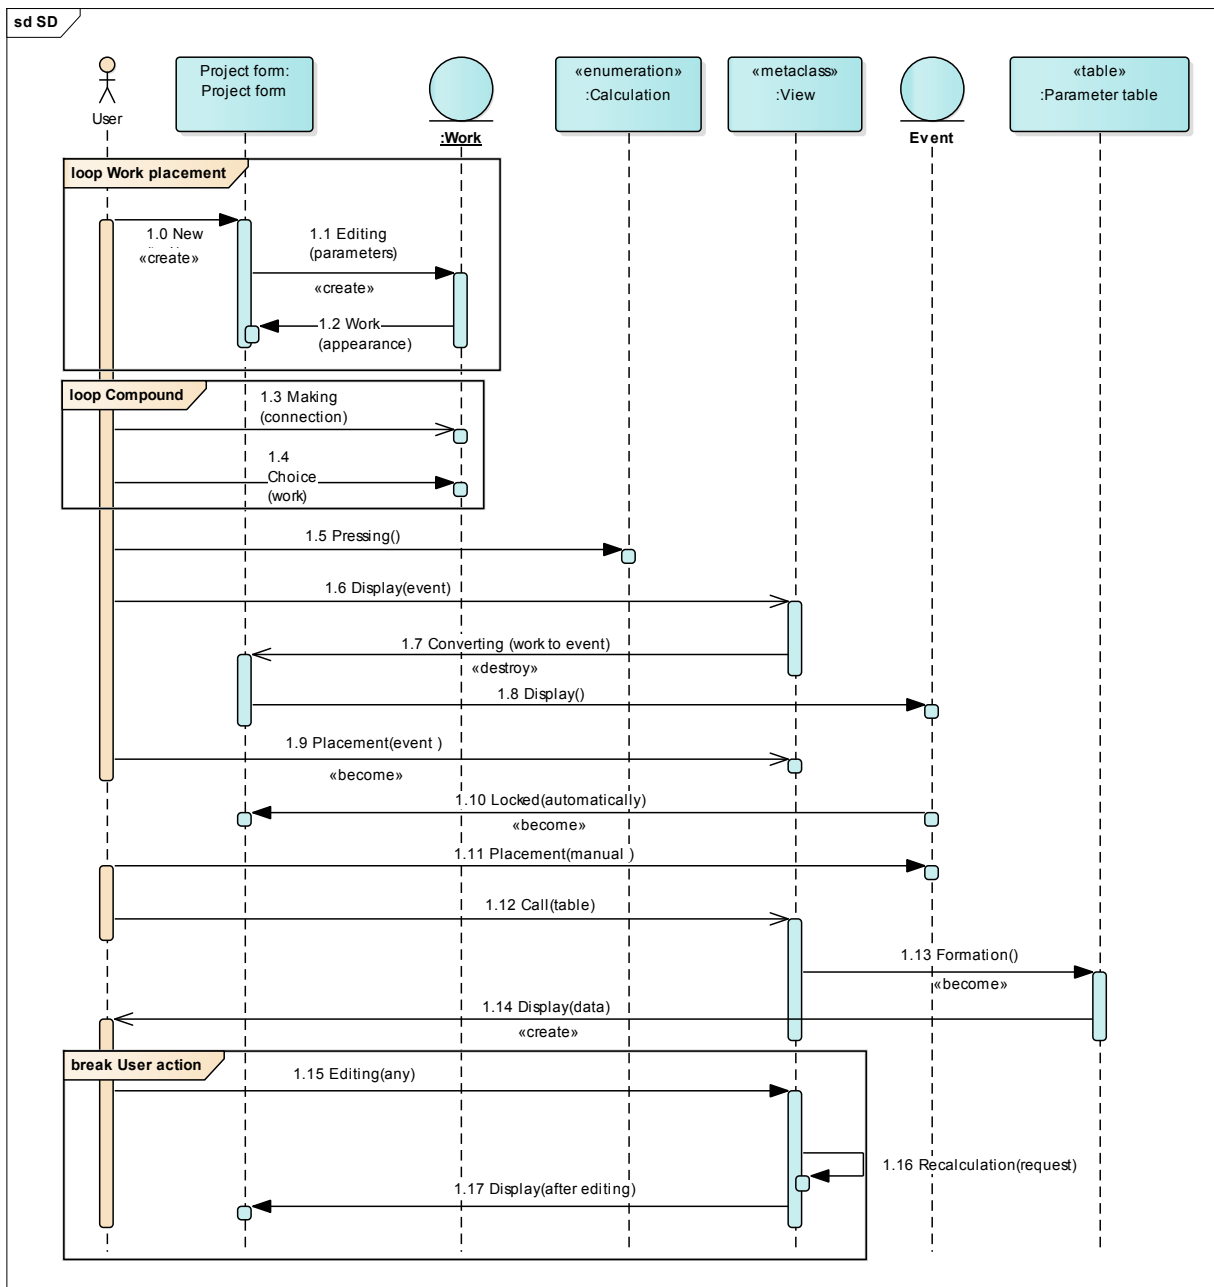 sd SD
User
Project form:
Project form
:Work
«enumeration»
:Calculation
«metaclass»
:View
Event
«table»
:Parameter table
loop Work placement
1.0 New
«create»
1.1 Editing
(parameters)
«create»
1.2 Work
(appearance)
loop Compound
1.3 Making
(connection)
1.4
Choice
(work)
1.5 Pressing()
1.6 Display(event)
1.7 Converting (work to event)
«destroy»
1.8 Display()
1.9 Placement(event )
«become»
1.10 Locked(automatically)
«become»
1.11 Placement(manual )
1.12 Call(table)
1.13 Formation()
«become»
1.14 Display(data)
«create»
break User action
1.15 Editing(any)
1.16 Recalculation(request)
1.17 Display(after editing)